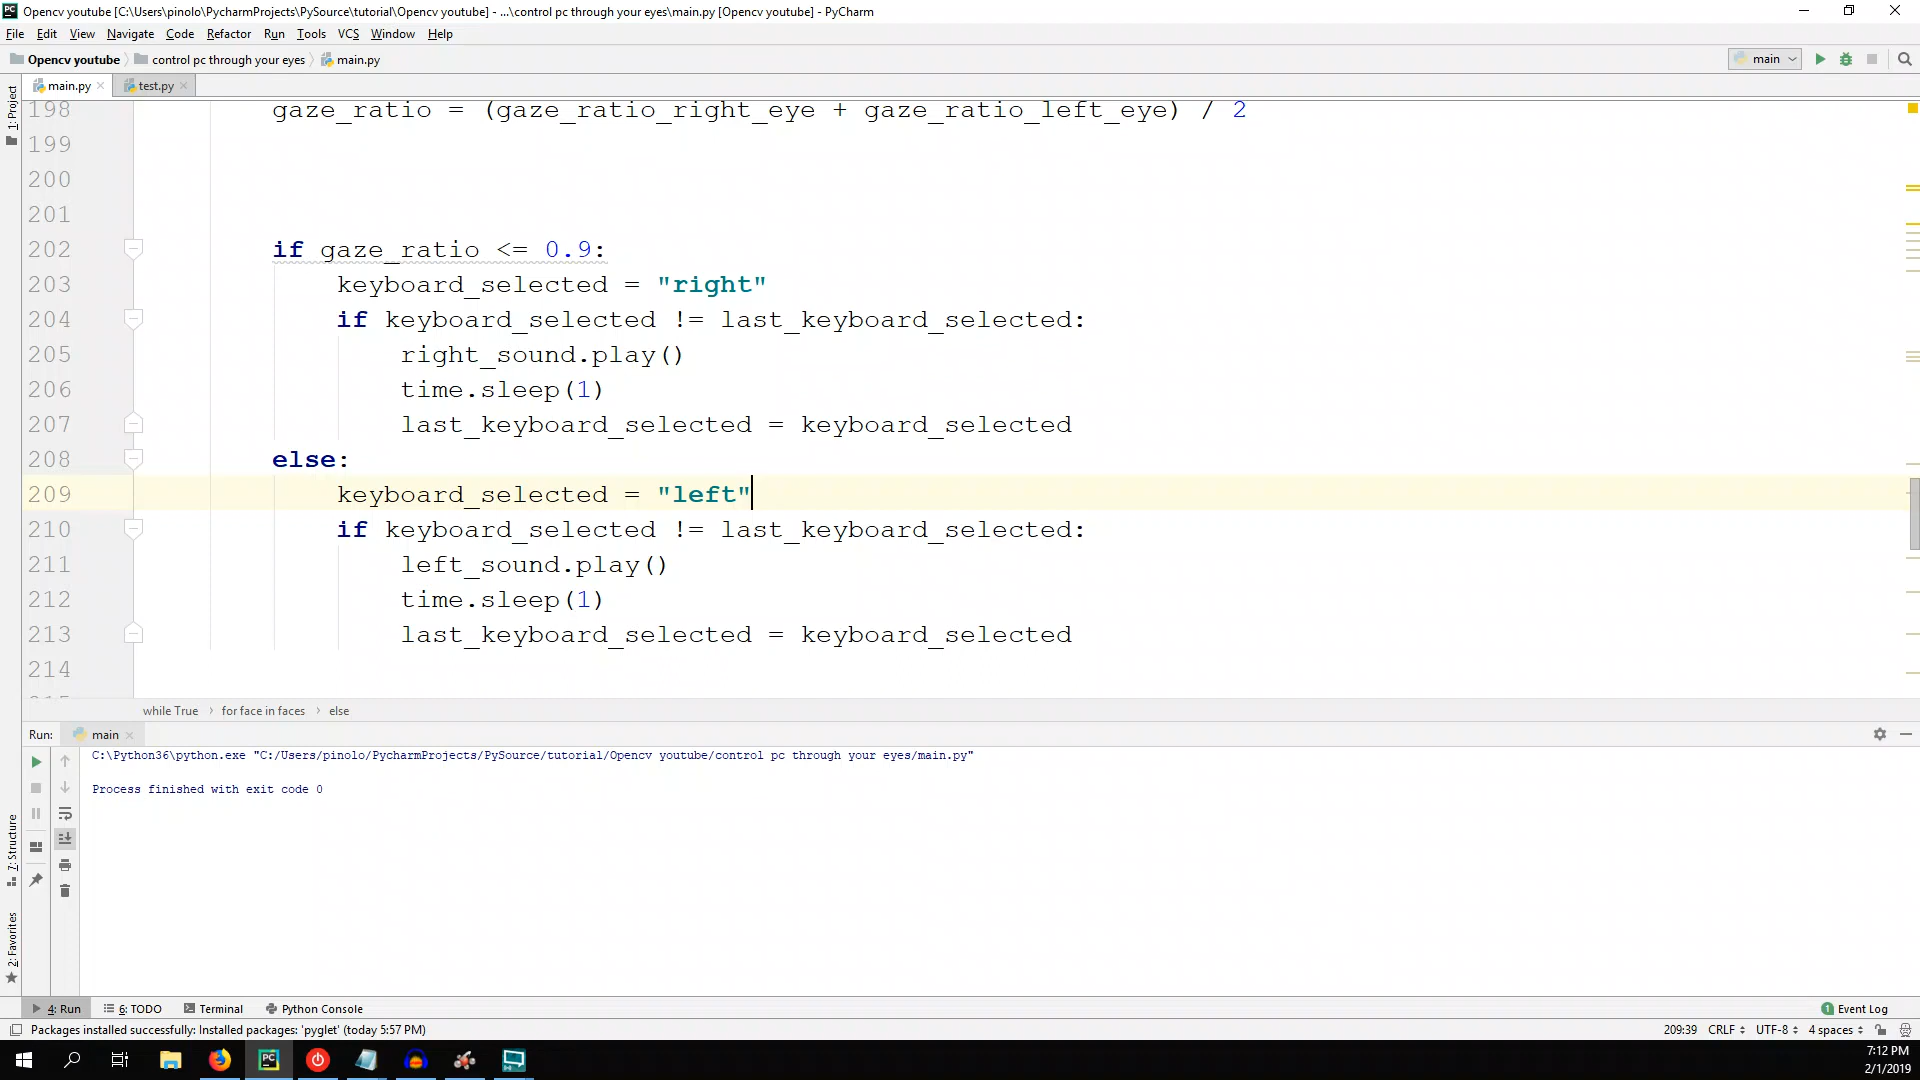 Opencv youtube [C:\Users\pinolo\PycharmProjects\PySource\tutorial\Opencv youtube] - ...\control pc through your eyes\main.py [Opencv youtube] - PyCharm
File Edit View Navigate Code Refactor Run Tools VCS Window Help
Opencv youtube control pc through your eyes main.py main
main.py test.py
1: Project
198 gaze_ratio = (gaze_ratio_right_eye + gaze_ratio_left_eye) / 2
199
200
201
202 if gaze_ratio <= 0.9:
203 keyboard_selected = "right"
204 if keyboard_selected != last_keyboard_selected:
205 right_sound.play()
206 time.sleep(1)
207 last_keyboard_selected = keyboard_selected
208 else:
209 keyboard_selected = "left"
210 if keyboard_selected != last_keyboard_selected:
211 left_sound.play()
212 time.sleep(1)
213 last_keyboard_selected = keyboard_selected
214
while True › for face in faces › else
Run: main
C:\Python36\python.exe "C:/Users/pinolo/PycharmProjects/PySource/tutorial/Opencv youtube/control pc through your eyes/main.py"
Process finished with exit code 0
7: Structure
2: Favorites
4: Run 6: TODO Terminal Python Console 1 Event Log
Packages installed successfully: Installed packages: 'pyglet' (today 5:57 PM) 209:39 CRLF UTF-8 4 spaces
PC
7:12 PM
2/1/2019